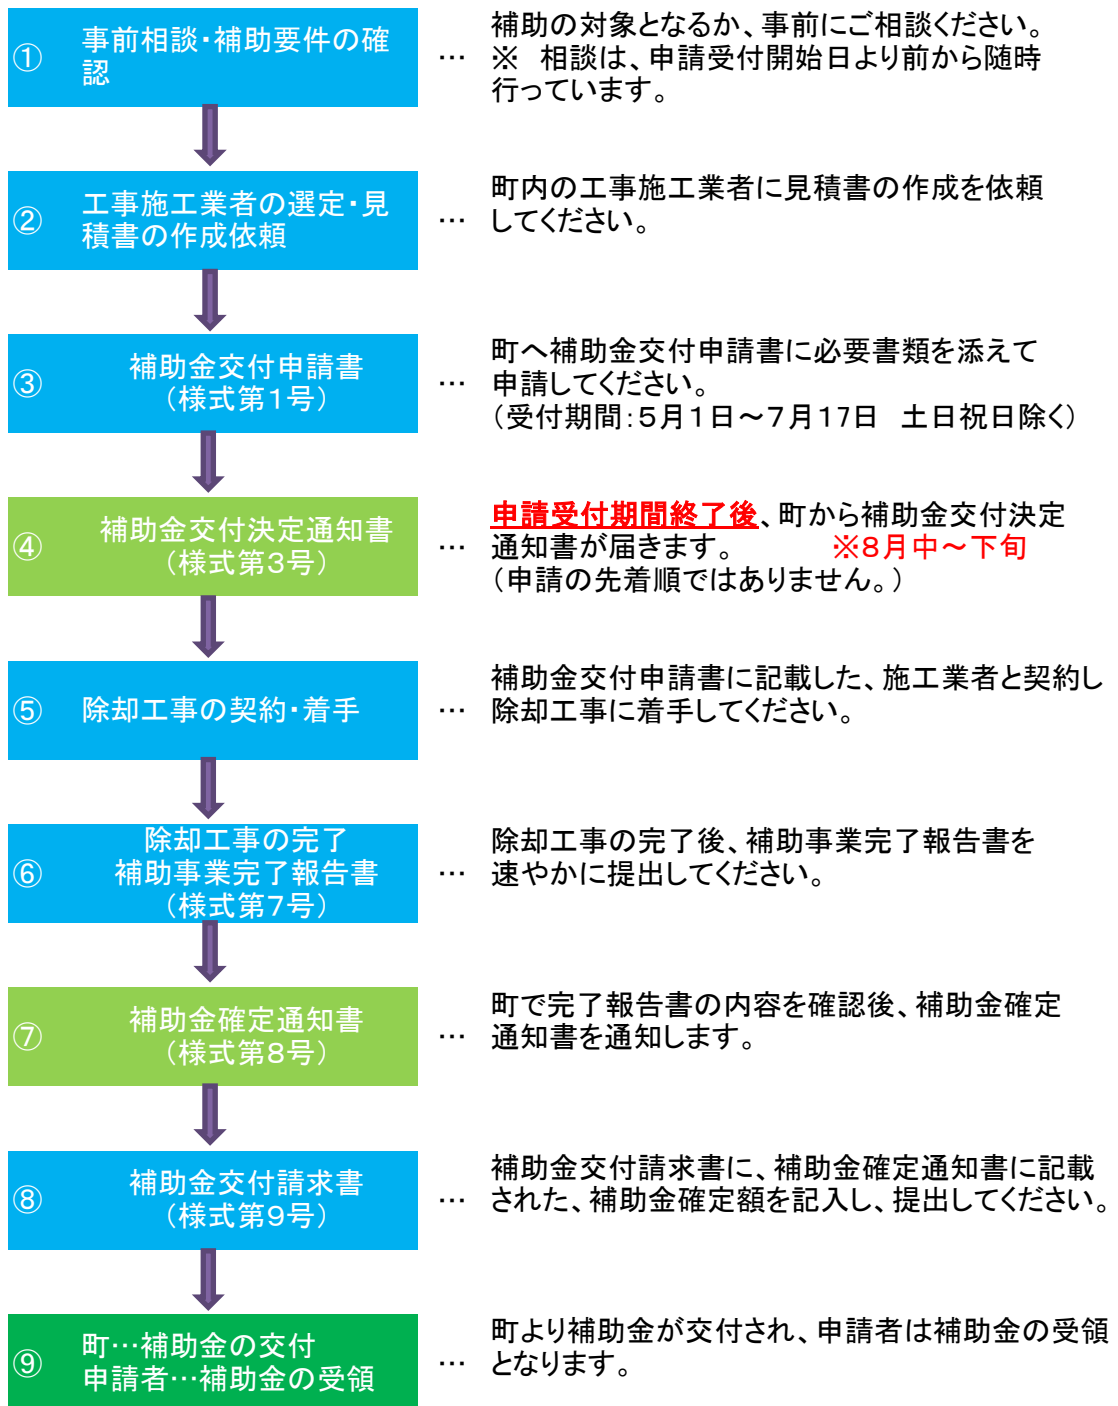 ① 事前相談・補助要件の確
認
… 補助の対象となるか、事前にご相談ください。
※　相談は、申請受付開始日より前から随時
行っています。
② 工事施工業者の選定・見
積書の作成依頼
… 町内の工事施工業者に見積書の作成を依頼
してください。
③ 補助金交付申請書
（様式第１号）
… 町へ補助金交付申請書に必要書類を添えて
申請してください。
（受付期間：５月１日～７月17日　土日祝日除く）
④ 補助金交付決定通知書
（様式第３号）
… 申請受付期間終了後、町から補助金交付決定
通知書が届きます。　※８月中～下旬
（申請の先着順ではありません。）
⑤ 除却工事の契約・着手
… 補助金交付申請書に記載した、施工業者と契約し
除却工事に着手してください。
⑥ 除却工事の完了
補助事業完了報告書
（様式第７号）
… 除却工事の完了後、補助事業完了報告書を
速やかに提出してください。
⑦ 補助金確定通知書
（様式第８号）
… 町で完了報告書の内容を確認後、補助金確定
通知書を通知します。
⑧ 補助金交付請求書
（様式第９号）
… 補助金交付請求書に、補助金確定通知書に記載
された、補助金確定額を記入し、提出してください。
⑨ 町…補助金の交付
申請者…補助金の受領
… 町より補助金が交付され、申請者は補助金の受領
となります。